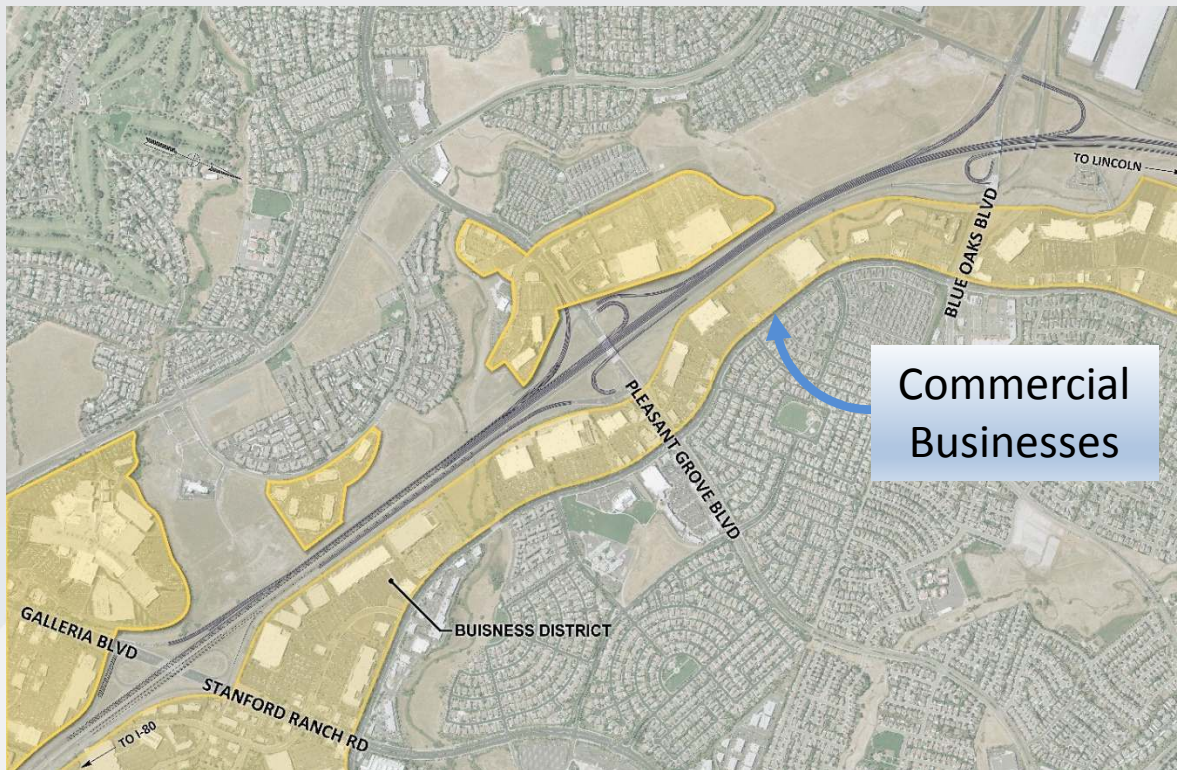 TO LINCOLN
BLUE OAKS BLVD
Commercial
Businesses
PLEASANT GROVE BLVD
GALLERIA BLVD
BUISNESS DISTRICT
STANFORD RANCH RD
TO I-80